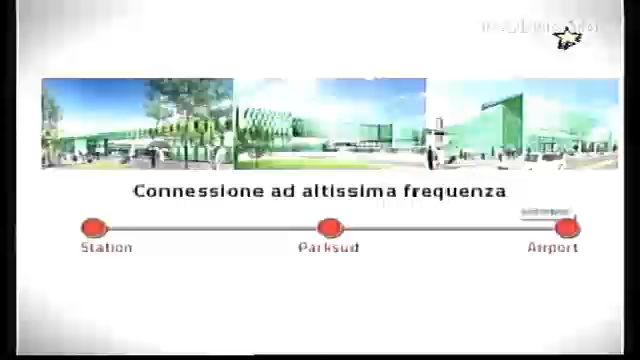 Connessione ad altissima frequenza
Station
Parksud
Airport